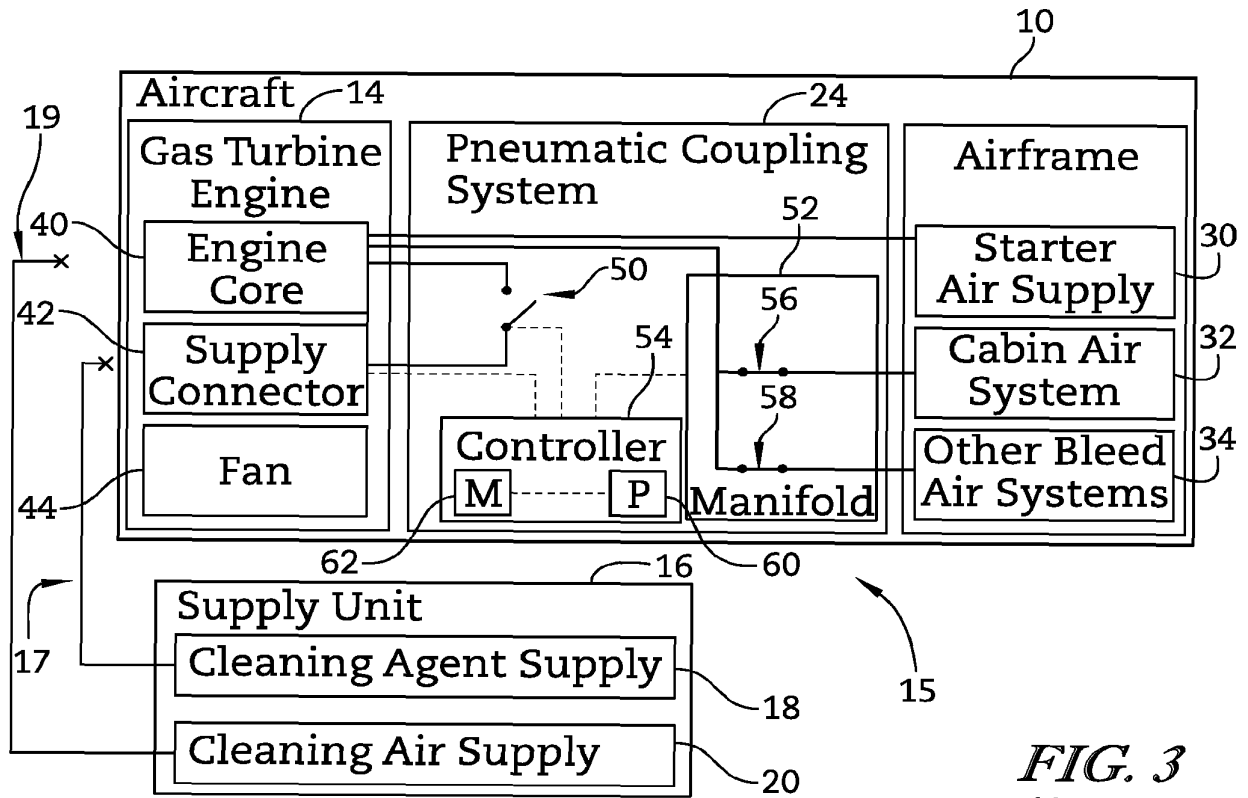 10
Aircraft
14
24
19
Gas Turbine
Engine
Pneumatic Coupling
System
Airframe
40
Engine
Core
50
52
Starter
Air Supply
30
42
Supply
Connector
54
56
Cabin Air
System
32
58
44
Fan
Controller
M
P
Manifold
Other Bleed
Air Systems
34
62
60
16
17
Supply Unit
Cleaning Agent Supply
18
15
Cleaning Air Supply
20
FIG. 3